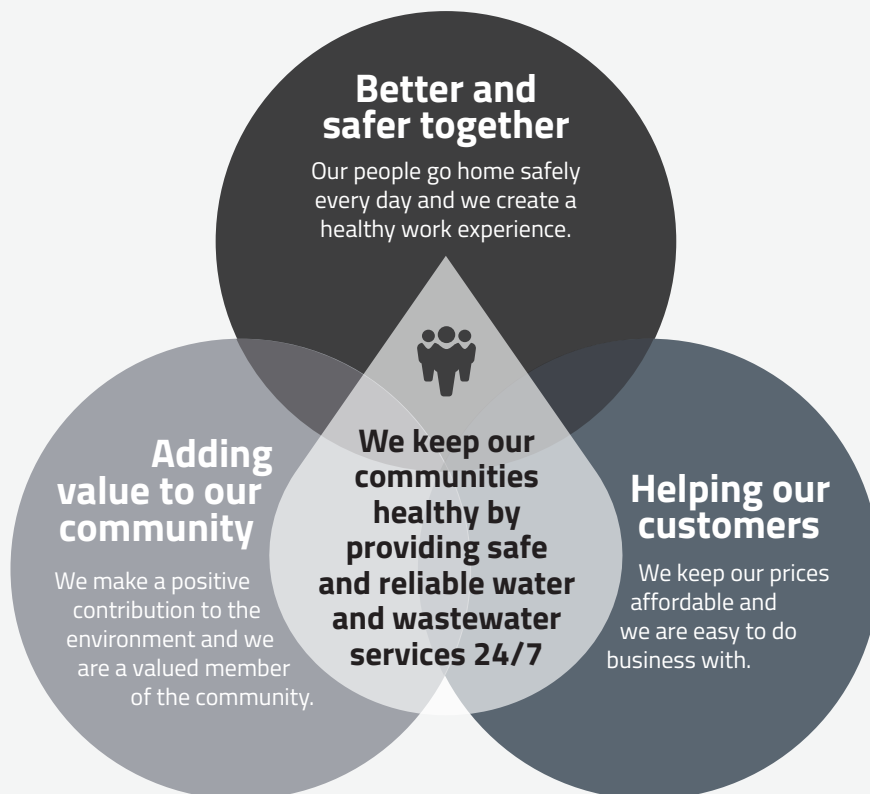 Better and
safer together
Our people go home safely
every day and we create a
healthy work experience.
Adding
value to our
community
We make a positive
contribution to the
environment and we
are a valued member
of the community.
We keep our
communities
healthy by
providing safe
and reliable water
and wastewater
services 24/7
Helping our
customers
We keep our prices
affordable and
we are easy to do
business with.